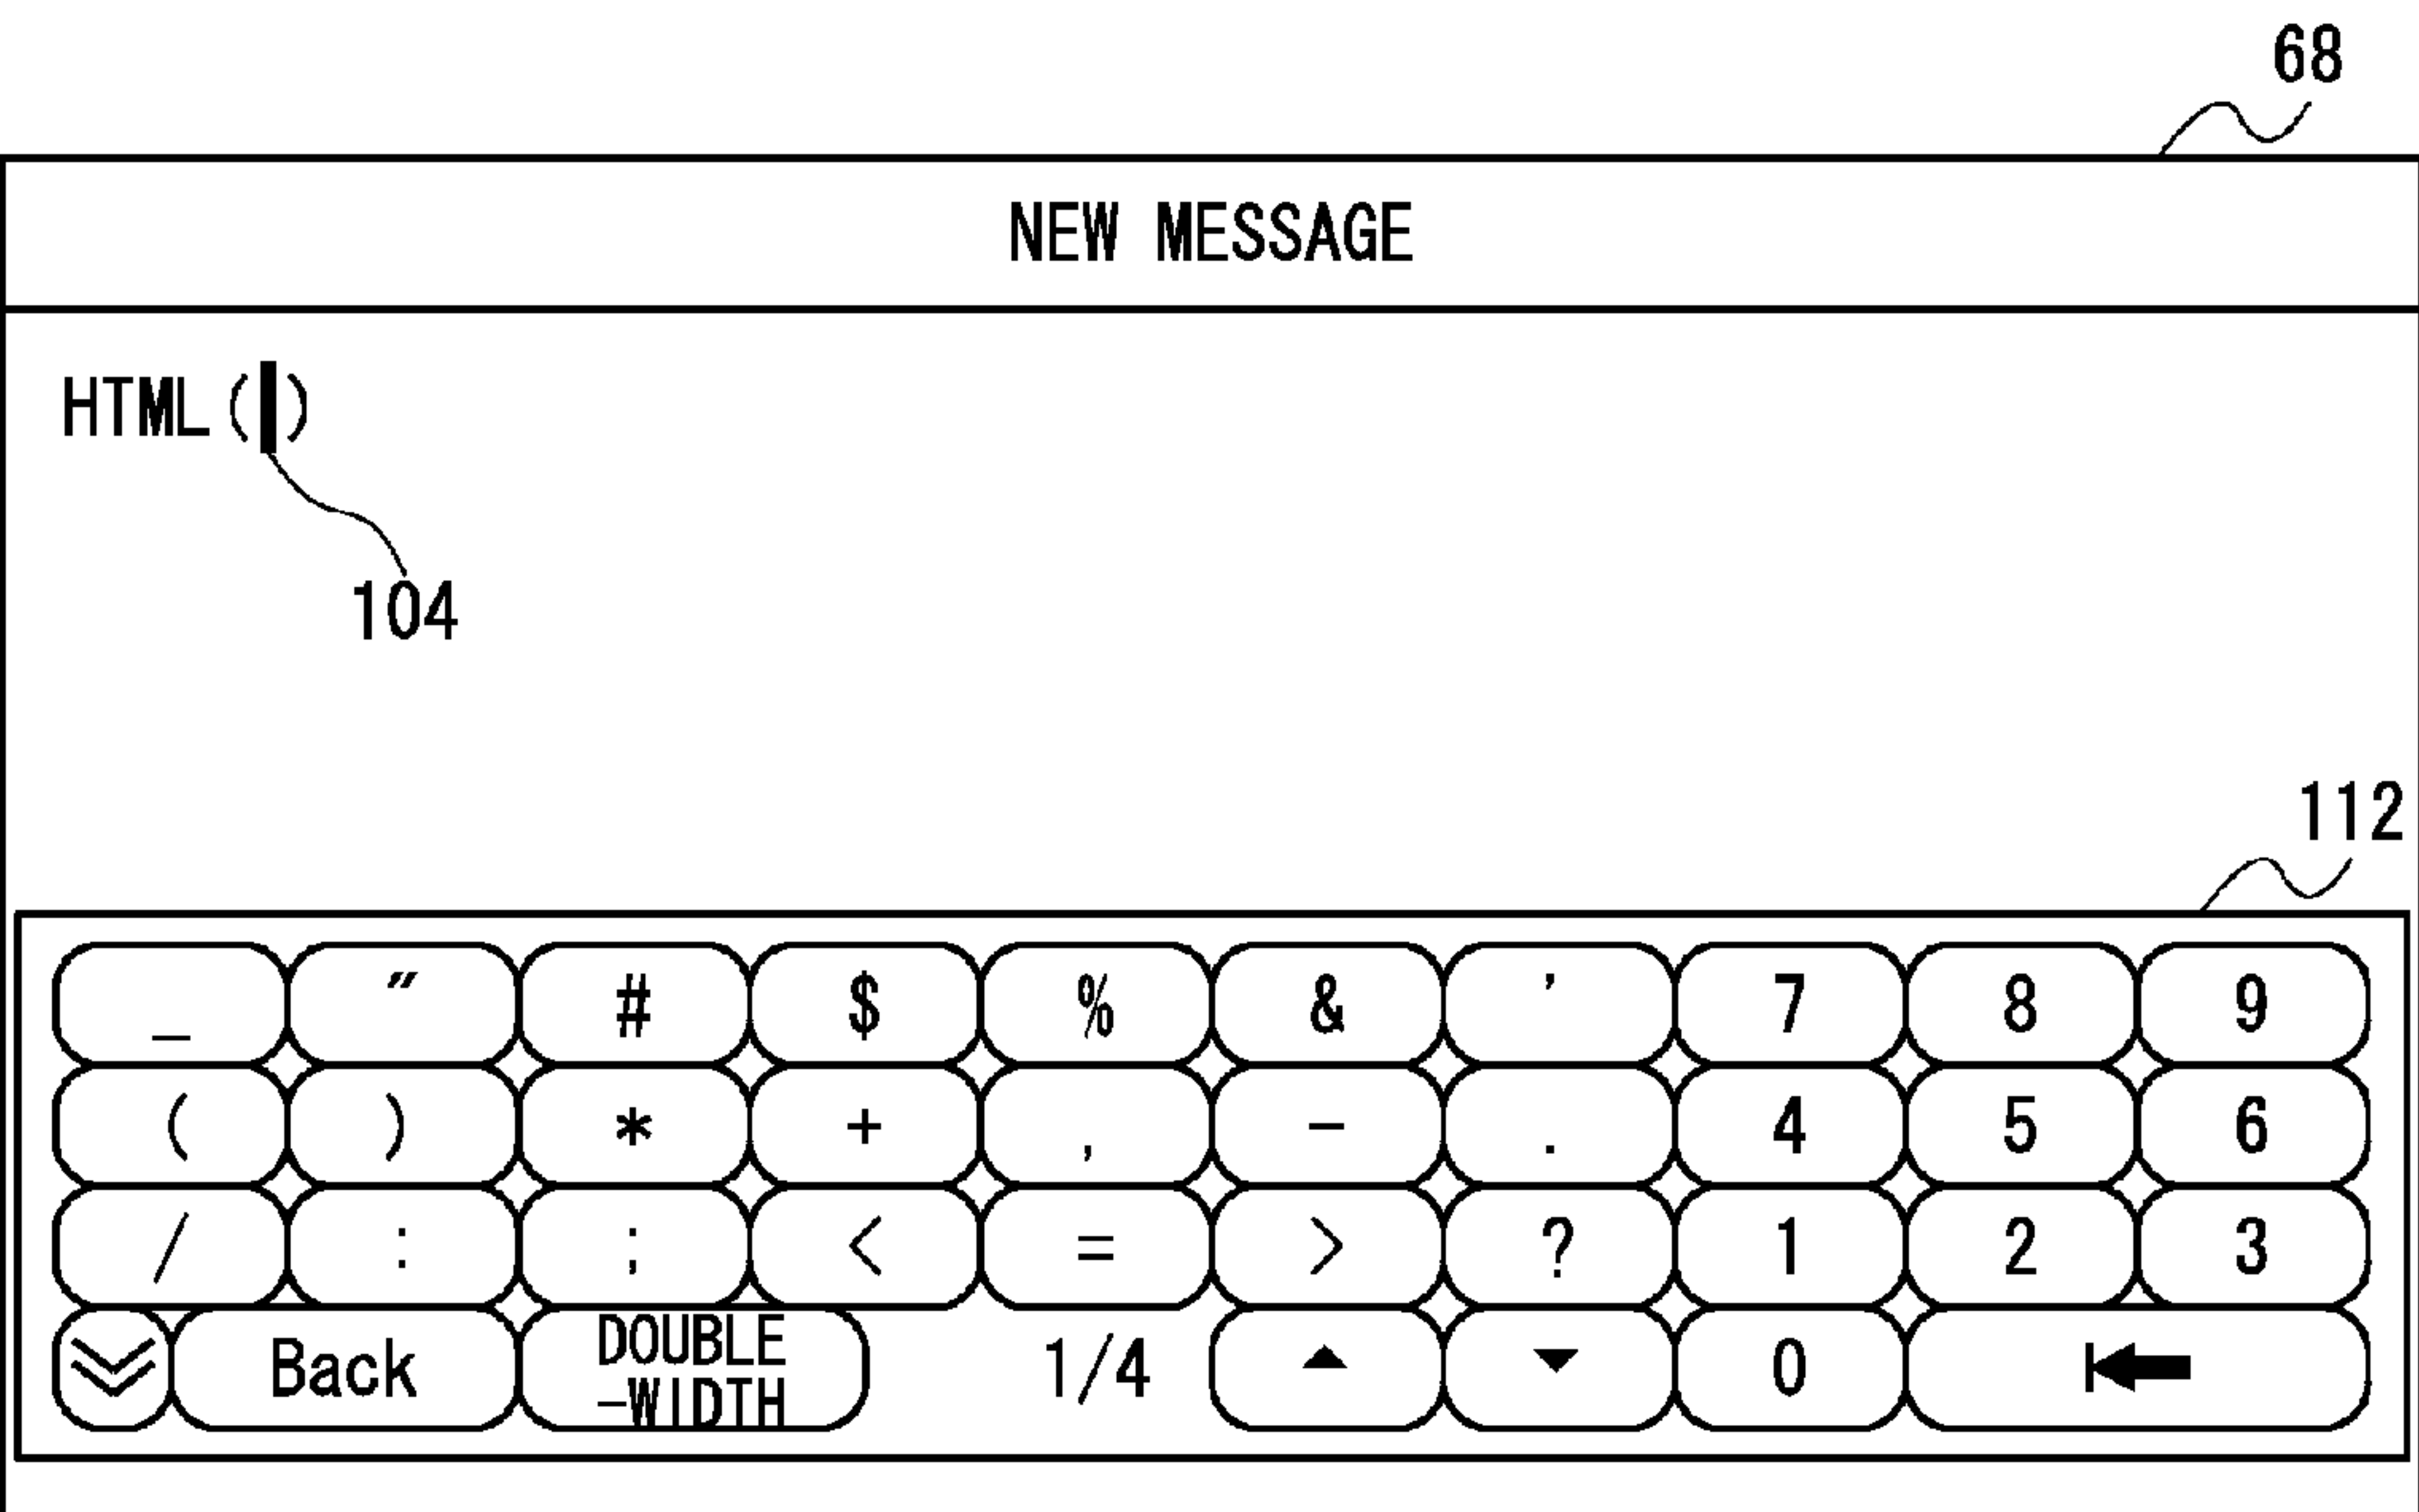 68
NEW MESSAGE
HTML()
104
112
_ ″ # $ % & ' 7 8 9
( ) * + , − . 4 5 6
/ : ; < = > ? 1 2 3
Back DOUBLE
-WIDTH 1/4 ▲ ▼ 0